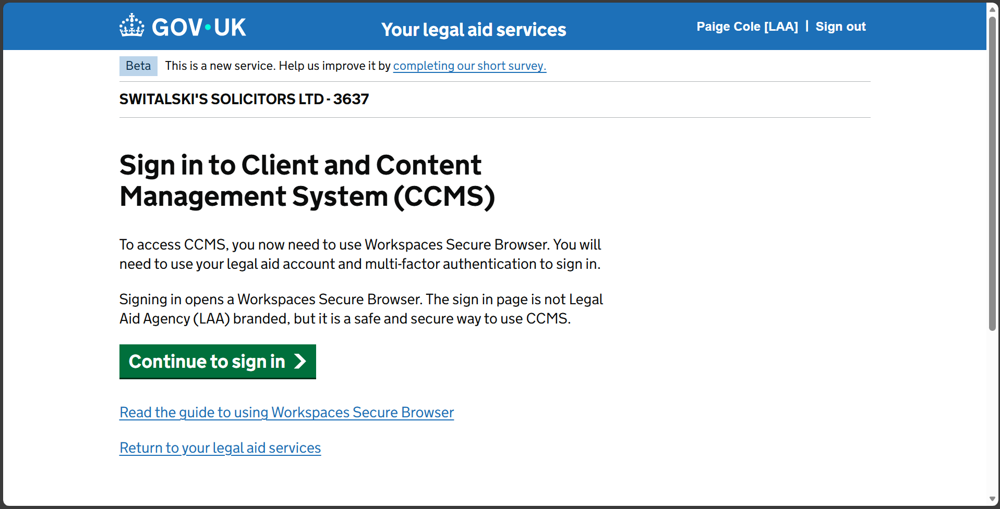 GOV·UK
Your legal aid services
Paige Cole [LAA] | Sign out
Beta This is a new service. Help us improve it by completing our short survey.
SWITALSKI'S SOLICITORS LTD - 3637
Sign in to Client and Content
Management System (CCMS)
To access CCMS, you now need to use Workspaces Secure Browser. You will
need to use your legal aid account and multi-factor authentication to sign in.
Signing in opens a Workspaces Secure Browser. The sign in page is not Legal
Aid Agency (LAA) branded, but it is a safe and secure way to use CCMS.
Continue to sign in
Read the guide to using Workspaces Secure Browser
Return to your legal aid services